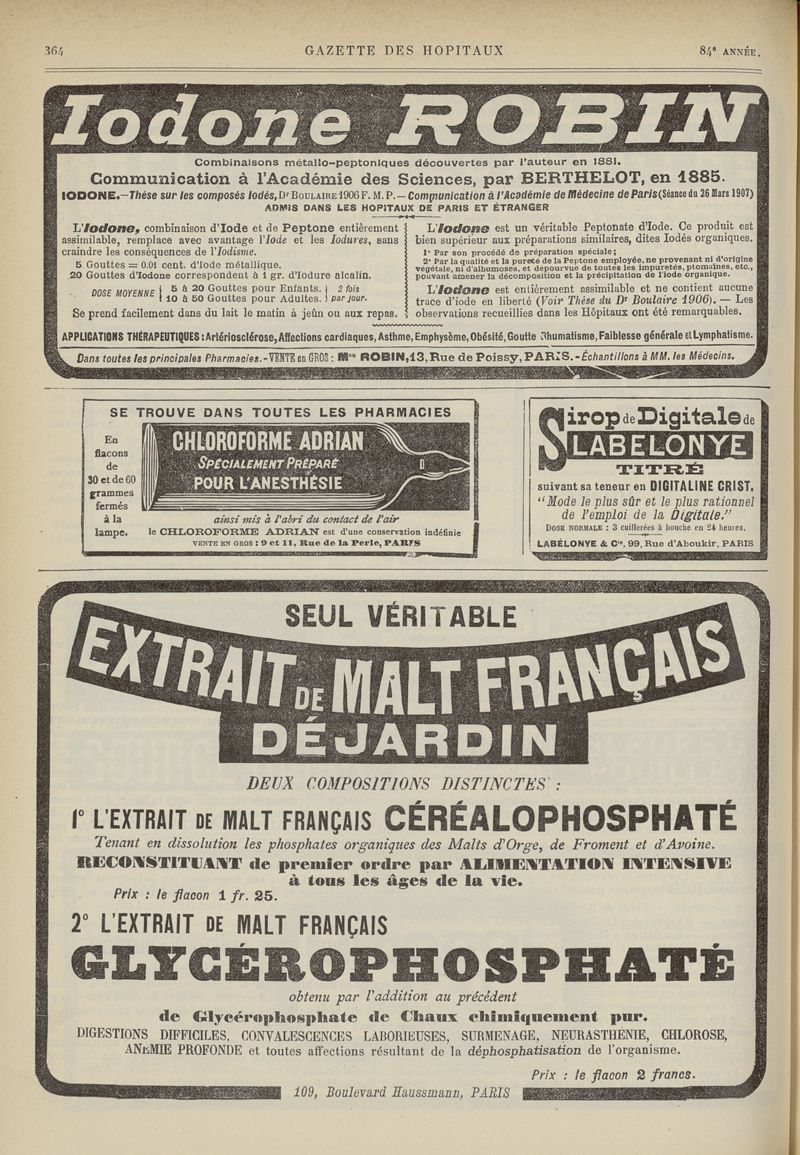 364
GAZETTE DES HOPITAUX
84e ANNÉE.
Iodone ROBIN
Combinaisons métallo-peptoniques découvertes par l'auteur en 1881.
Communication à l'Académie des Sciences, par BERTHELOT, en 1885.
IODONE.—Thèse sur les composés Iodés, Dr BOULAIRE 1906 F. M. P.— Communication à l'Académie de Médecine de Paris (Séance du 26 Mars 1907)
ADMIS DANS LES HOPITAUX DE PARIS ET ÉTRANGER
L'Iodone, combinaison d'Iode et de Peptone entièrement
assimilable, remplace avec avantage l'Iode et les Iodures, sans
craindre les conséquences de l'Iodisme.
5 Gouttes = 0.01 cent. d'Iode métallique.
20 Gouttes d'Iodone correspondent à 1 gr. d'Iodure alcalin.
DOSE MOYENNE { 5 à 20 Gouttes pour Enfants. } 2 fois
10 à 50 Gouttes pour Adultes. } par jour.
Se prend facilement dans du lait le matin à jeûn ou aux repas.
L'Iodone est un véritable Peptonate d'Iode. Ce produit est
bien supérieur aux préparations similaires, dites Iodés organiques.
1° Par son procédé de préparation spéciale;
2° Par la qualité et la pureté de la Peptone employée, ne provenant ni d'origine
végétale, ni d'albumoses, et dépourvue de toutes les impuretés, ptomaïnes, etc.,
pouvant amener la décomposition et la précipitation de l'Iode organique.
L'Iodone est entièrement assimilable et ne contient aucune
trace d'iode en liberté (Voir Thèse du Dr Boulaire 1906). — Les
observations recueillies dans les Hôpitaux ont été remarquables.
APPLICATIONS THÉRAPEUTIQUES : Artériosclérose, Affections cardiaques, Asthme, Emphysème, Obésité, Goutte Rhumatisme, Faiblesse générale et Lymphatisme.
Dans toutes les principales Pharmacies.-VENTE en GROS : Mon ROBIN, 13, Rue de Poissy, PARIS.-Échantillons à MM. les Médecins.
SE TROUVE DANS TOUTES LES PHARMACIES
En
flacons
de
30 et de 60
grammes
fermés
à la
lampe.
CHLOROFORME ADRIAN
SPÉCIALEMENT PRÉPARÉ
POUR L'ANESTHÉSIE
ainsi mis à l'abri du contact de l'air
le CHLOROFORME ADRIAN est d'une conservation indéfinie
VENTE EN GROS : 9 et 11, Rue de la Perle, PARIS
Sirop de Digitale de
LABELONYE
TITRÉ
suivant sa teneur en DIGITALINE CRIST.
"Mode le plus sûr et le plus rationnel
de l'emploi de la Digitale."
DOSE NORMALE : 3 cuillerées à bouche en 24 heures.
LABÉLONYE & Cie, 99, Rue d'Aboukir, PARIS
SEUL VÉRITABLE
EXTRAIT DE MALT FRANÇAIS
DÉJARDIN
DEUX COMPOSITIONS DISTINCTES :
1° L'EXTRAIT DE MALT FRANÇAIS CÉRÉALOPHOSPHATÉ
Tenant en dissolution les phosphates organiques des Malts d'Orge, de Froment et d'Avoine.
RECONSTITUANT de premier ordre par ALIMENTATION INTENSIVE
à tous les âges de la vie.
Prix : le flacon 1 fr. 25.
2° L'EXTRAIT DE MALT FRANÇAIS
GLYCÉROPHOSPHATÉ
obtenu par l'addition au précédent
de Glycérophosphate de Chaux chimiquement pur.
DIGESTIONS DIFFICILES, CONVALESCENCES LABORIEUSES, SURMENAGE, NEURASTHÉNIE, CHLOROSE,
ANÉMIE PROFONDE et toutes affections résultant de la déphosphatisation de l'organisme.
Prix : le flacon 2 francs.
109, Boulevard Haussmann, PARIS